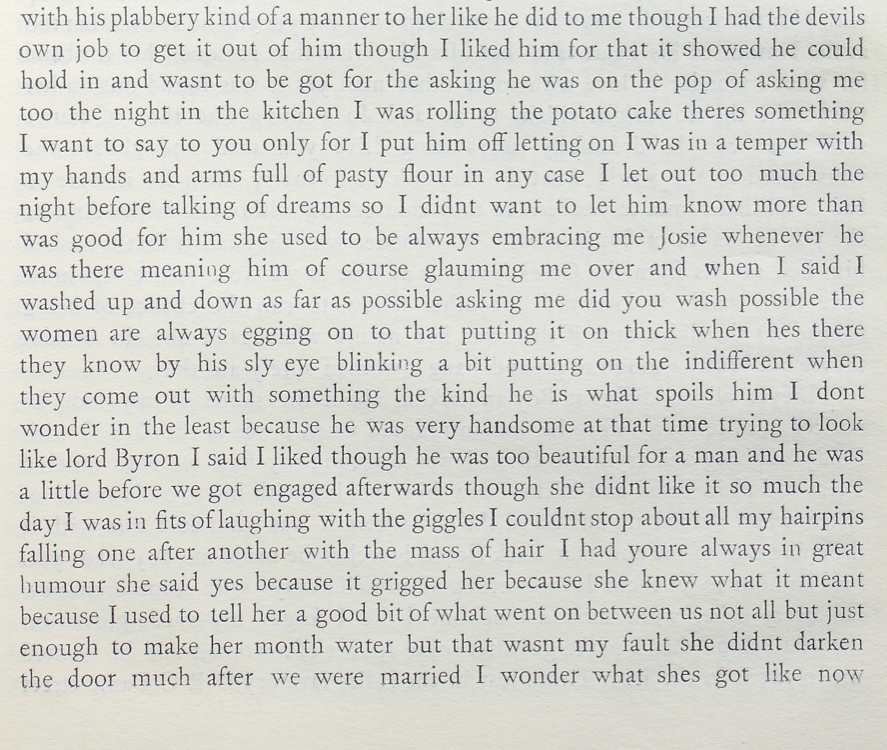 with his plabbery kind of a manner to her like he did to me though I had the devils
own job to get it out of him though I liked him for that it showed he could
hold in and wasnt to be got for the asking he was on the pop of asking me
too the night in the kitchen I was rolling the potato cake theres something
I want to say to you only for I put him off letting on I was in a temper with
my hands and arms full of pasty flour in any case I let out too much the
night before talking of dreams so I didnt want to let him know more than
was good for him she used to be always embracing me Josie whenever he
was there meaning him of course glauming me over and when I said I
washed up and down as far as possible asking me did you wash possible the
women are always egging on to that putting it on thick when hes there
they know by his sly eye blinking a bit putting on the indifferent when
they come out with something the kind he is what spoils him I dont
wonder in the least because he was very handsome at that time trying to look
like lord Byron I said I liked though he was too beautiful for a man and he was
a little before we got engaged afterwards though she didnt like it so much the
day I was in fits of laughing with the giggles I couldnt stop about all my hairpins
falling one after another with the mass of hair I had youre always in great
humour she said yes because it grigged her because she knew what it meant
because I used to tell her a good bit of what went on between us not all but just
enough to make her month water but that wasnt my fault she didnt darken
the door much after we were married I wonder what shes got like now